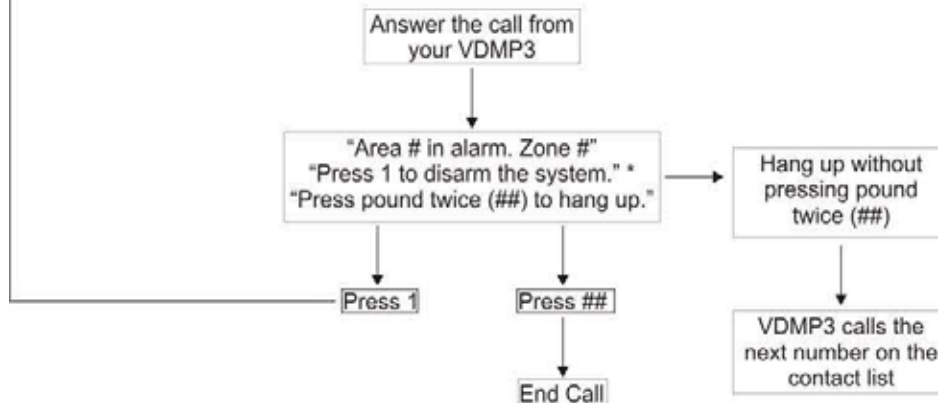 Answer the call from
your VDMP3
“Area # in alarm. Zone #”
“Press 1 to disarm the system.” *
“Press pound twice (##) to hang up.”
Hang up without
pressing pound
twice (##)
Press 1
Press ##
VDMP3 calls the
next number on the
contact list
End Call